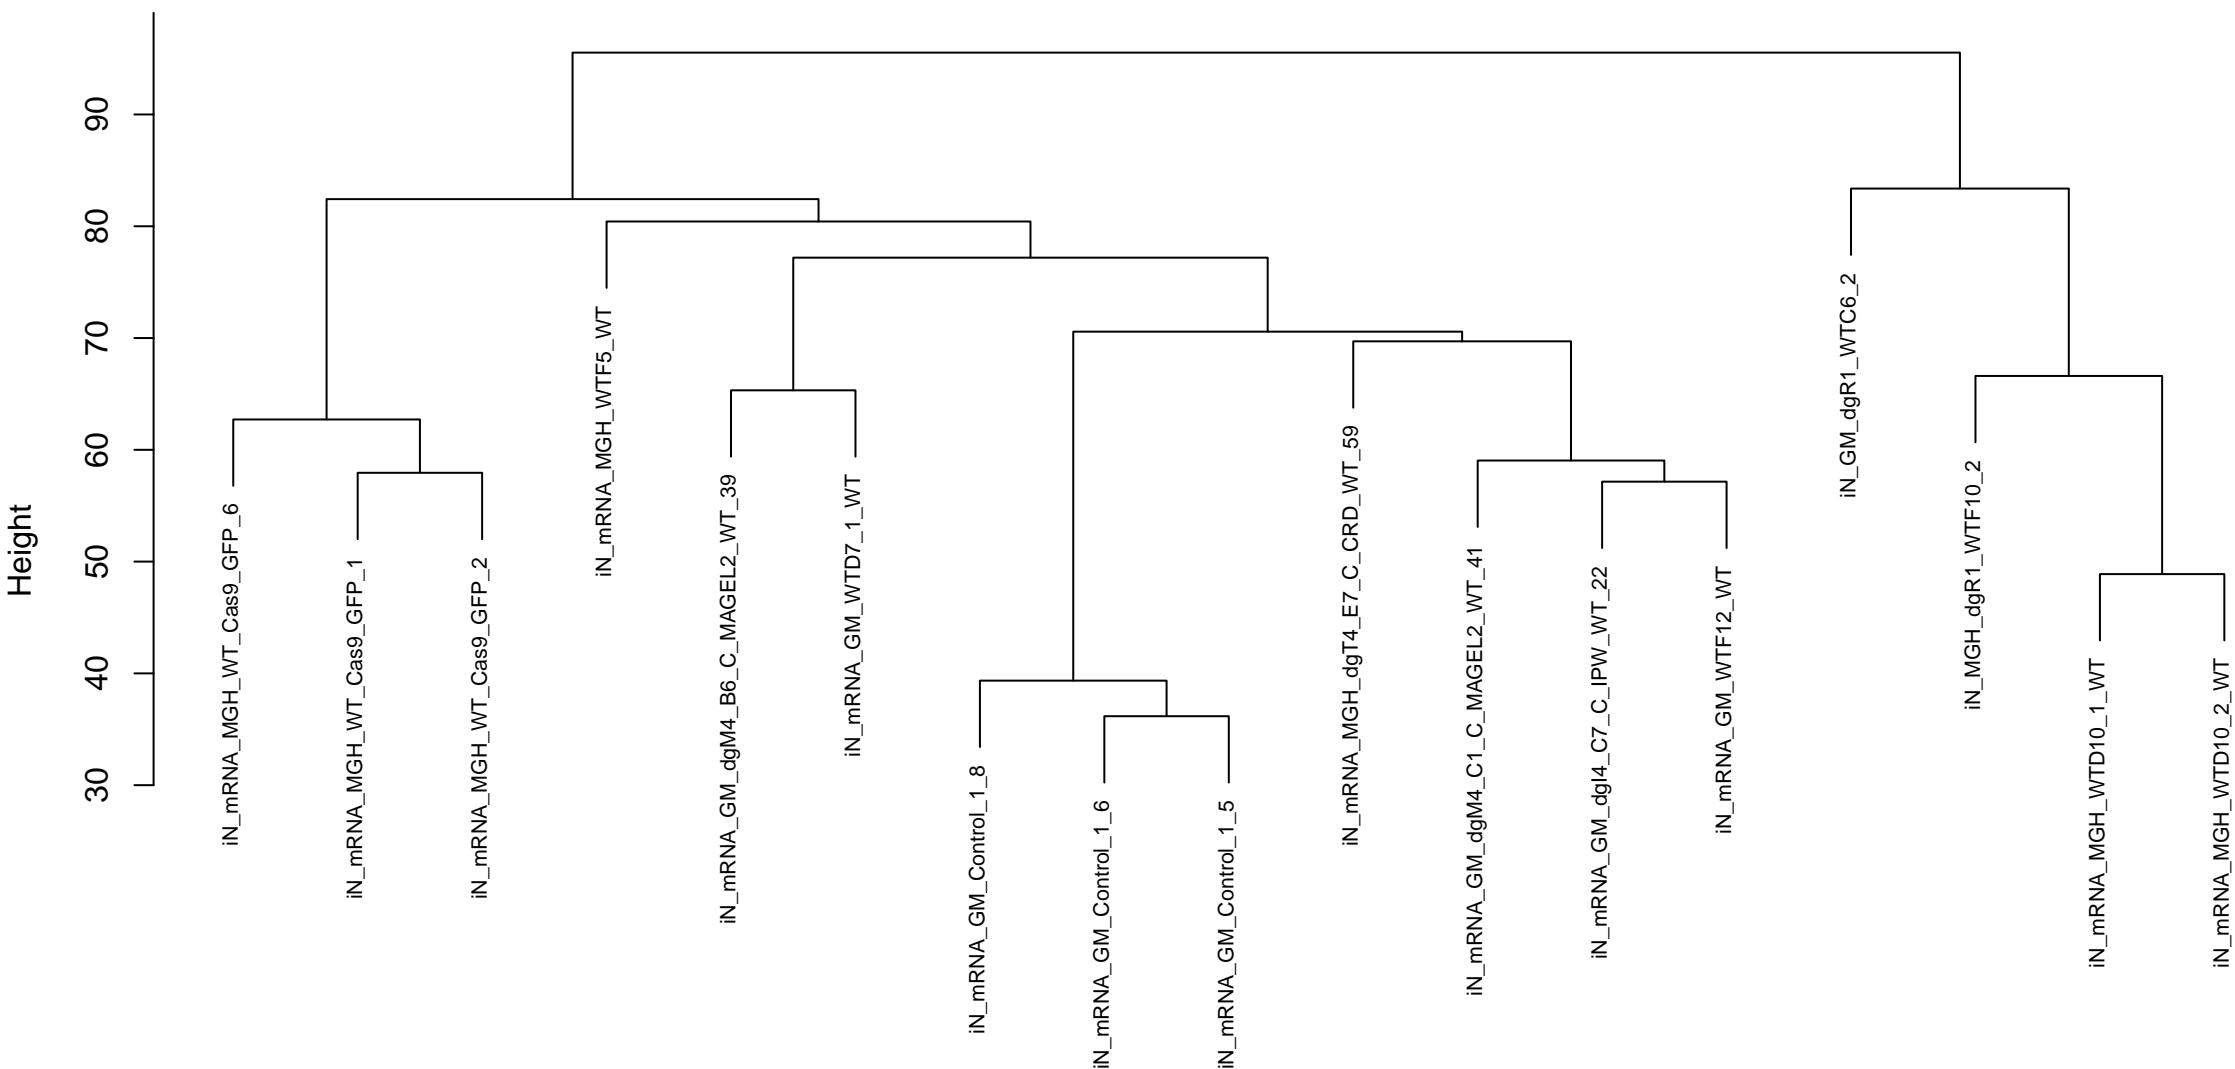 Height
90
80
70
60
50
40
30
iN_mRNA_MGH_WT_Cas9_GFP_6
iN_mRNA_MGH_WT_Cas9_GFP_1
iN_mRNA_MGH_WT_Cas9_GFP_2
iN_mRNA_MGH_WTF5_WT
iN_mRNA_GM_dgM4_B6_C_MAGEL2_WT_39
iN_mRNA_GM_WTD7_1_WT
iN_mRNA_GM_Control_1_8
iN_mRNA_GM_Control_1_6
iN_mRNA_GM_Control_1_5
iN_mRNA_MGH_dgT4_E7_C_CRD_WT_59
iN_mRNA_GM_dgM4_C1_C_MAGEL2_WT_41
iN_mRNA_GM_dgI4_C7_C_IPW_WT_22
iN_mRNA_GM_WTF12_WT
iN_GM_dgR1_WTC6_2
iN_MGH_dgR1_WTF10_2
iN_mRNA_MGH_WTD10_1_WT
iN_mRNA_MGH_WTD10_2_WT